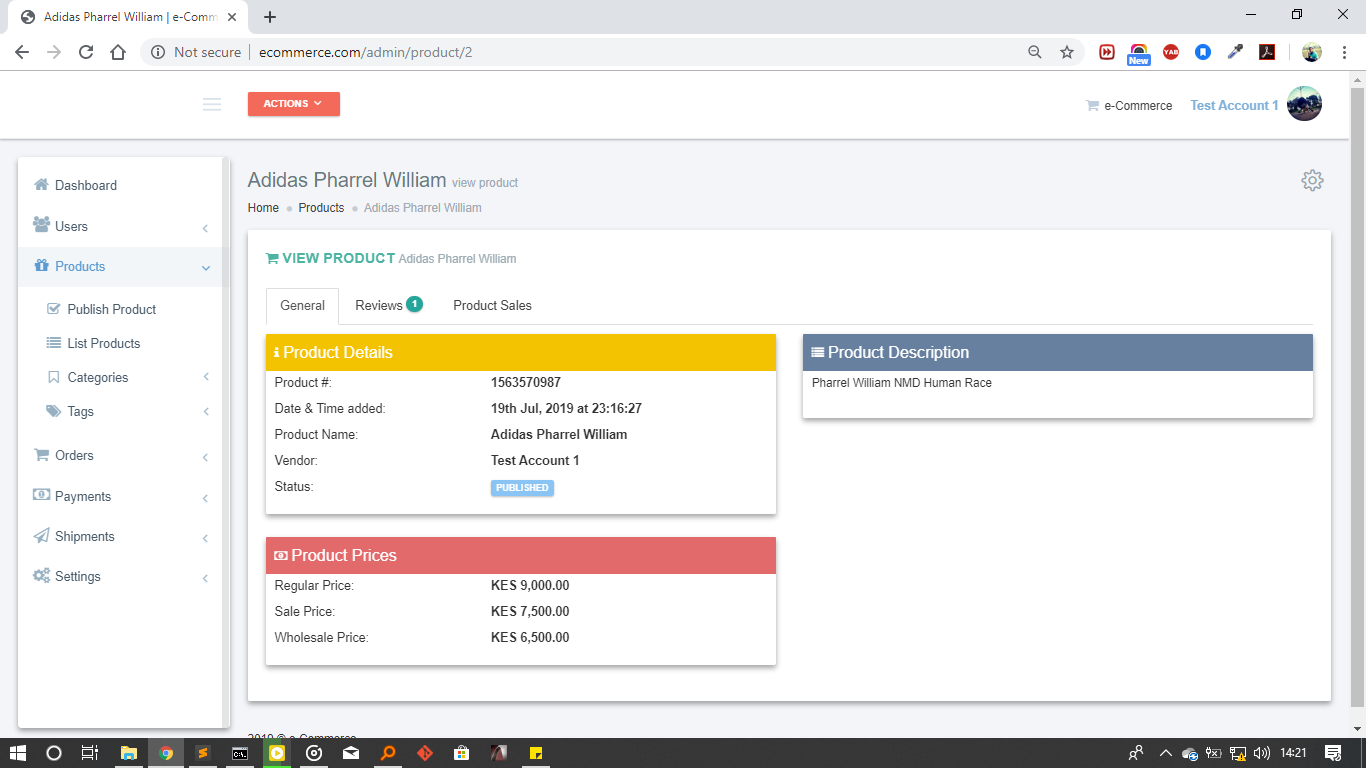 Adidas Pharrel William | e-Comm
Not secure | ecommerce.com/admin/product/2
New
YAB
ACTIONS
e-Commerce
Test Account 1
Dashboard
Users
Products
Publish Product
List Products
Categories
Tags
Orders
Payments
Shipments
Settings
Adidas Pharrel William view product
Home
Products
Adidas Pharrel William
VIEW PRODUCT Adidas Pharrel William
General
Reviews 1
Product Sales
Product Details
Product #: 1563570987
Date & Time added: 19th Jul, 2019 at 23:16:27
Product Name: Adidas Pharrel William
Vendor: Test Account 1
Status: PUBLISHED
Product Prices
Regular Price: KES 9,000.00
Sale Price: KES 7,500.00
Wholesale Price: KES 6,500.00
Product Description
Pharrel William NMD Human Race
2019 © e-Commerce
14:21